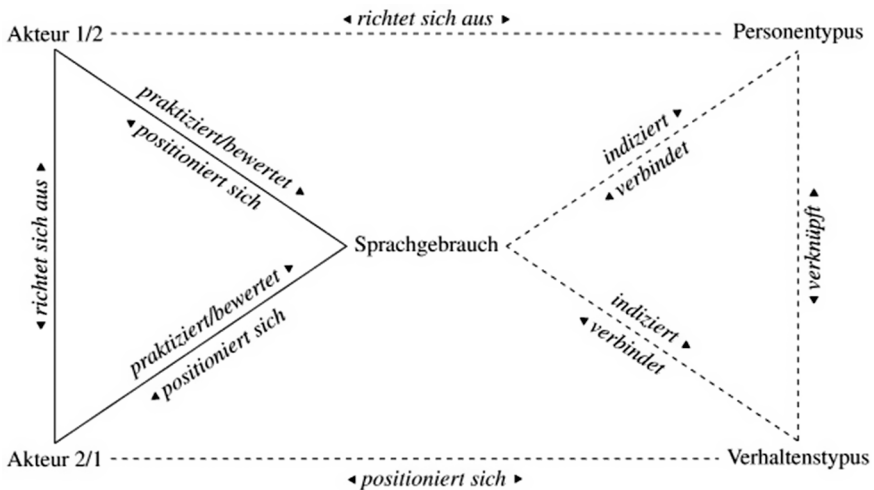 ◂ richtet sich aus ▸
Akteur 1/2
Personentypus
praktiziert/bewertet ▸
◂ positioniert sich
indiziert ▸
◂ verbindet
◂ richtet sich aus ▸
Sprachgebrauch
◂ verknüpft ▸
praktiziert/bewertet ▸
◂ positioniert sich
indiziert ▸
◂ verbindet
Akteur 2/1
Verhaltenstypus
◂ positioniert sich ▸